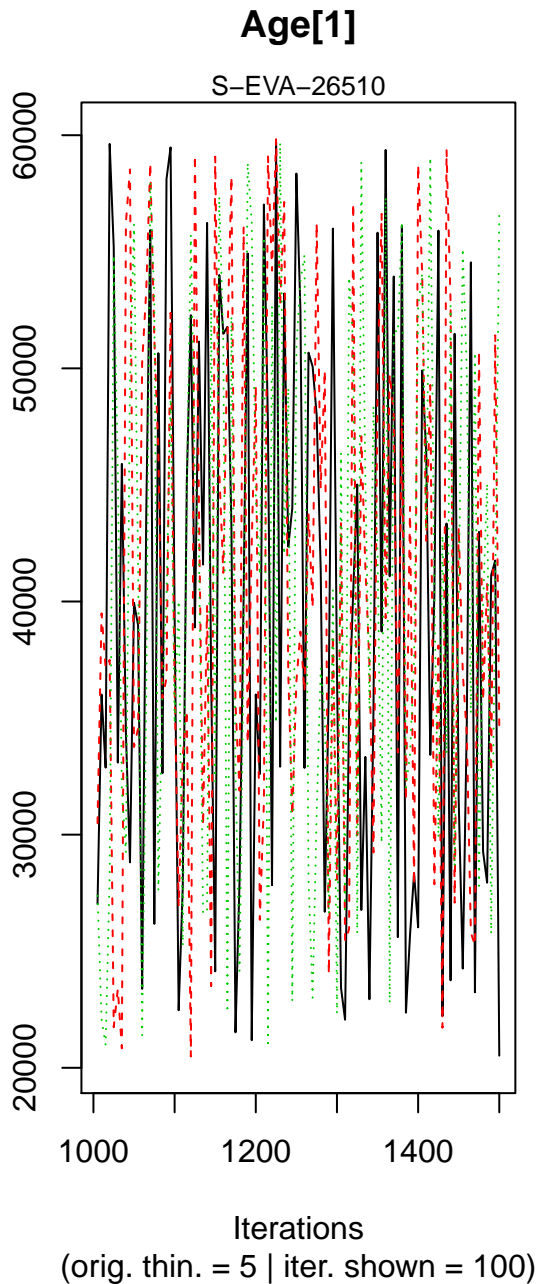 Age[1]
S−EVA−26510
60000
50000
40000
30000
20000
1000 1200 1400
Iterations
(orig. thin. = 5 | iter. shown = 100)